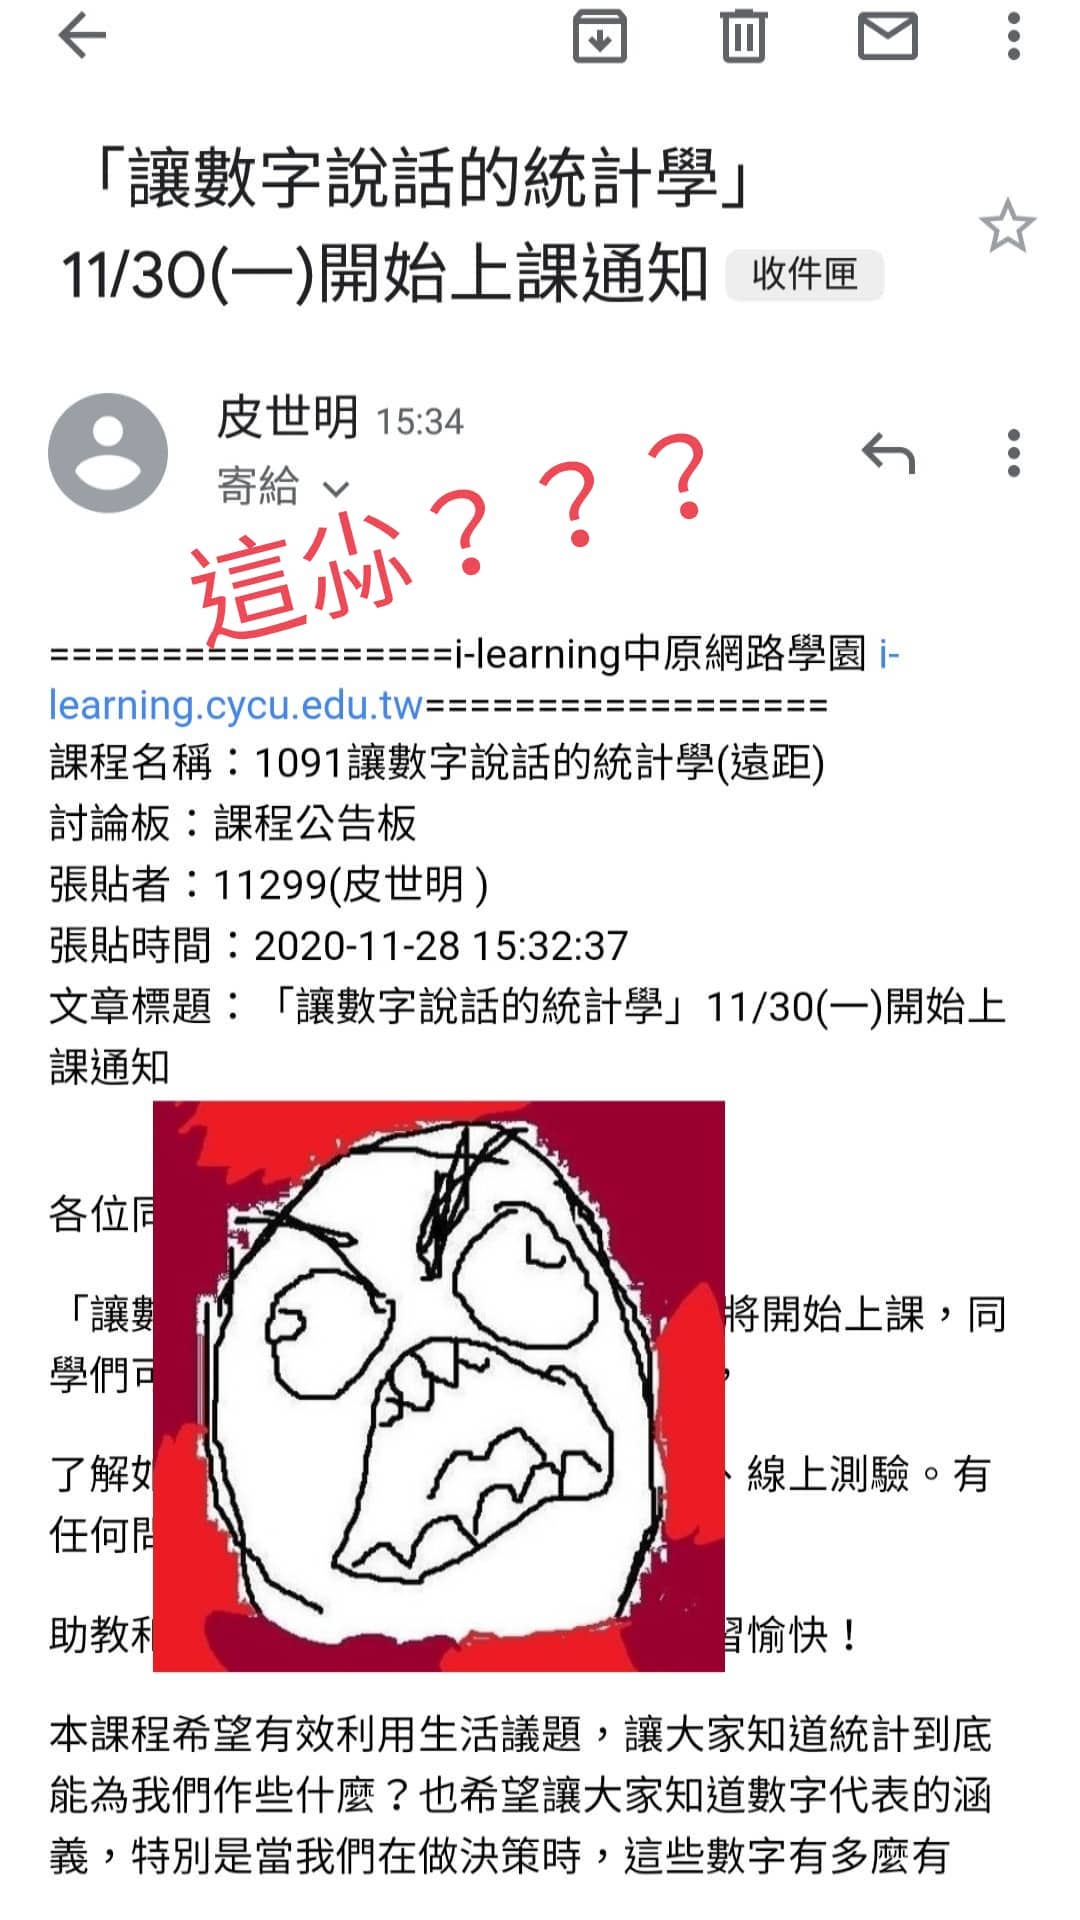 「讓數字說話的統計學」
11/30(一)開始上課通知 收件匣
皮世明 15:34
寄給
這尛？？？
==================i-learning中原網路學園 i-
learning.cycu.edu.tw==================
課程名稱：1091讓數字說話的統計學(遠距)
討論板：課程公告板
張貼者：11299(皮世明 )
張貼時間：2020-11-28 15:32:37
文章標題：「讓數字說話的統計學」11/30(一)開始上
課通知
各位同
「讓數 將開始上課，同
學們可 ，
了解如 、線上測驗。有
任何問
助教和 習愉快！
本課程希望有效利用生活議題，讓大家知道統計到底
能為我們作些什麼？也希望讓大家知道數字代表的涵
義，特別是當我們在做決策時，這些數字有多麼有